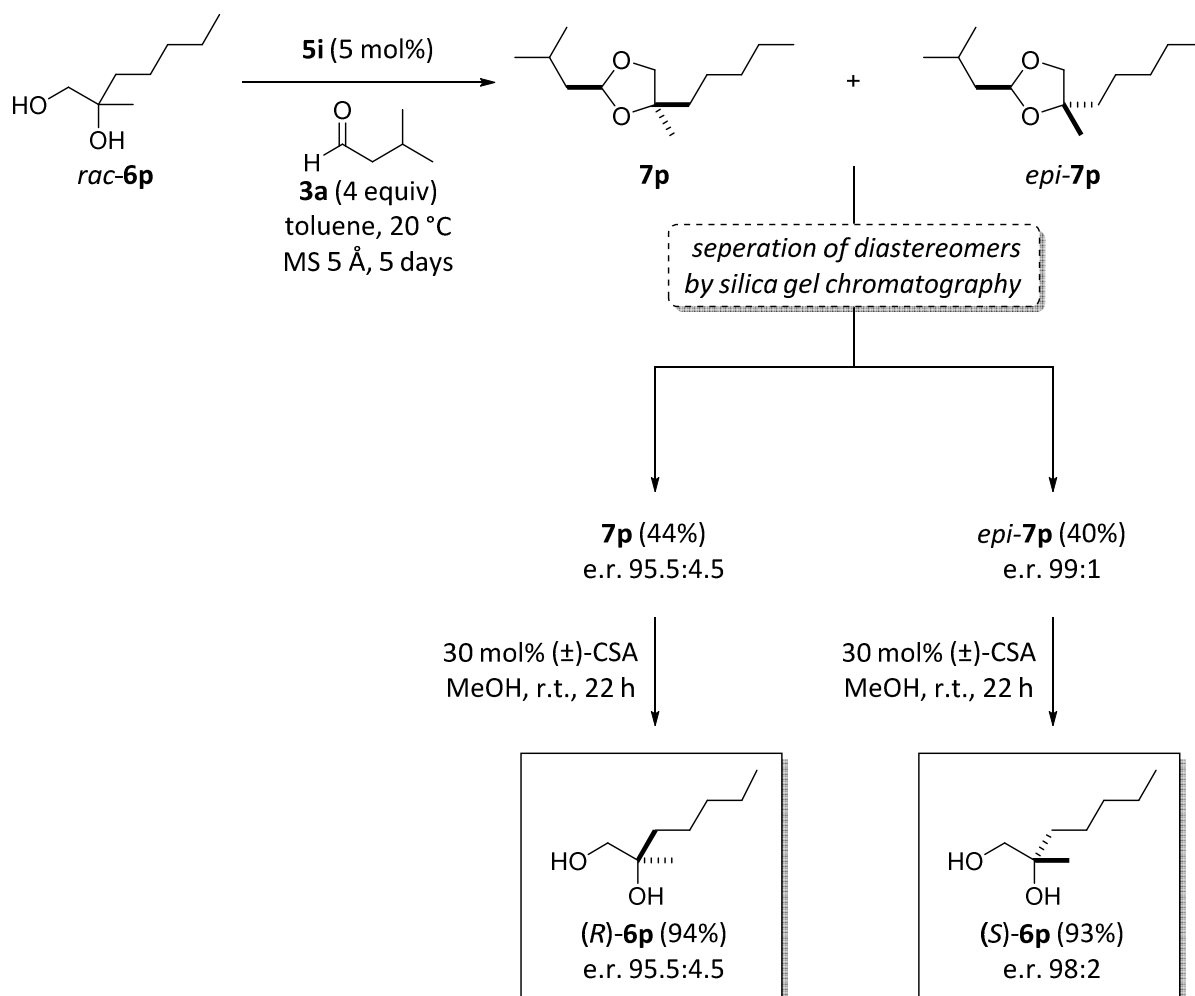 5i (5 mol%)
HO
OH
rac-6p
O
H
3a (4 equiv)
toluene, 20 °C
MS 5 Å, 5 days
O
O
7p
+
O
O
epi-7p
seperation of diastereomers
by silica gel chromatography
7p (44%)
e.r. 95.5:4.5
epi-7p (40%)
e.r. 99:1
30 mol% (±)-CSA
MeOH, r.t., 22 h
30 mol% (±)-CSA
MeOH, r.t., 22 h
HO
OH
(R)-6p (94%)
e.r. 95.5:4.5
HO
OH
(S)-6p (93%)
e.r. 98:2